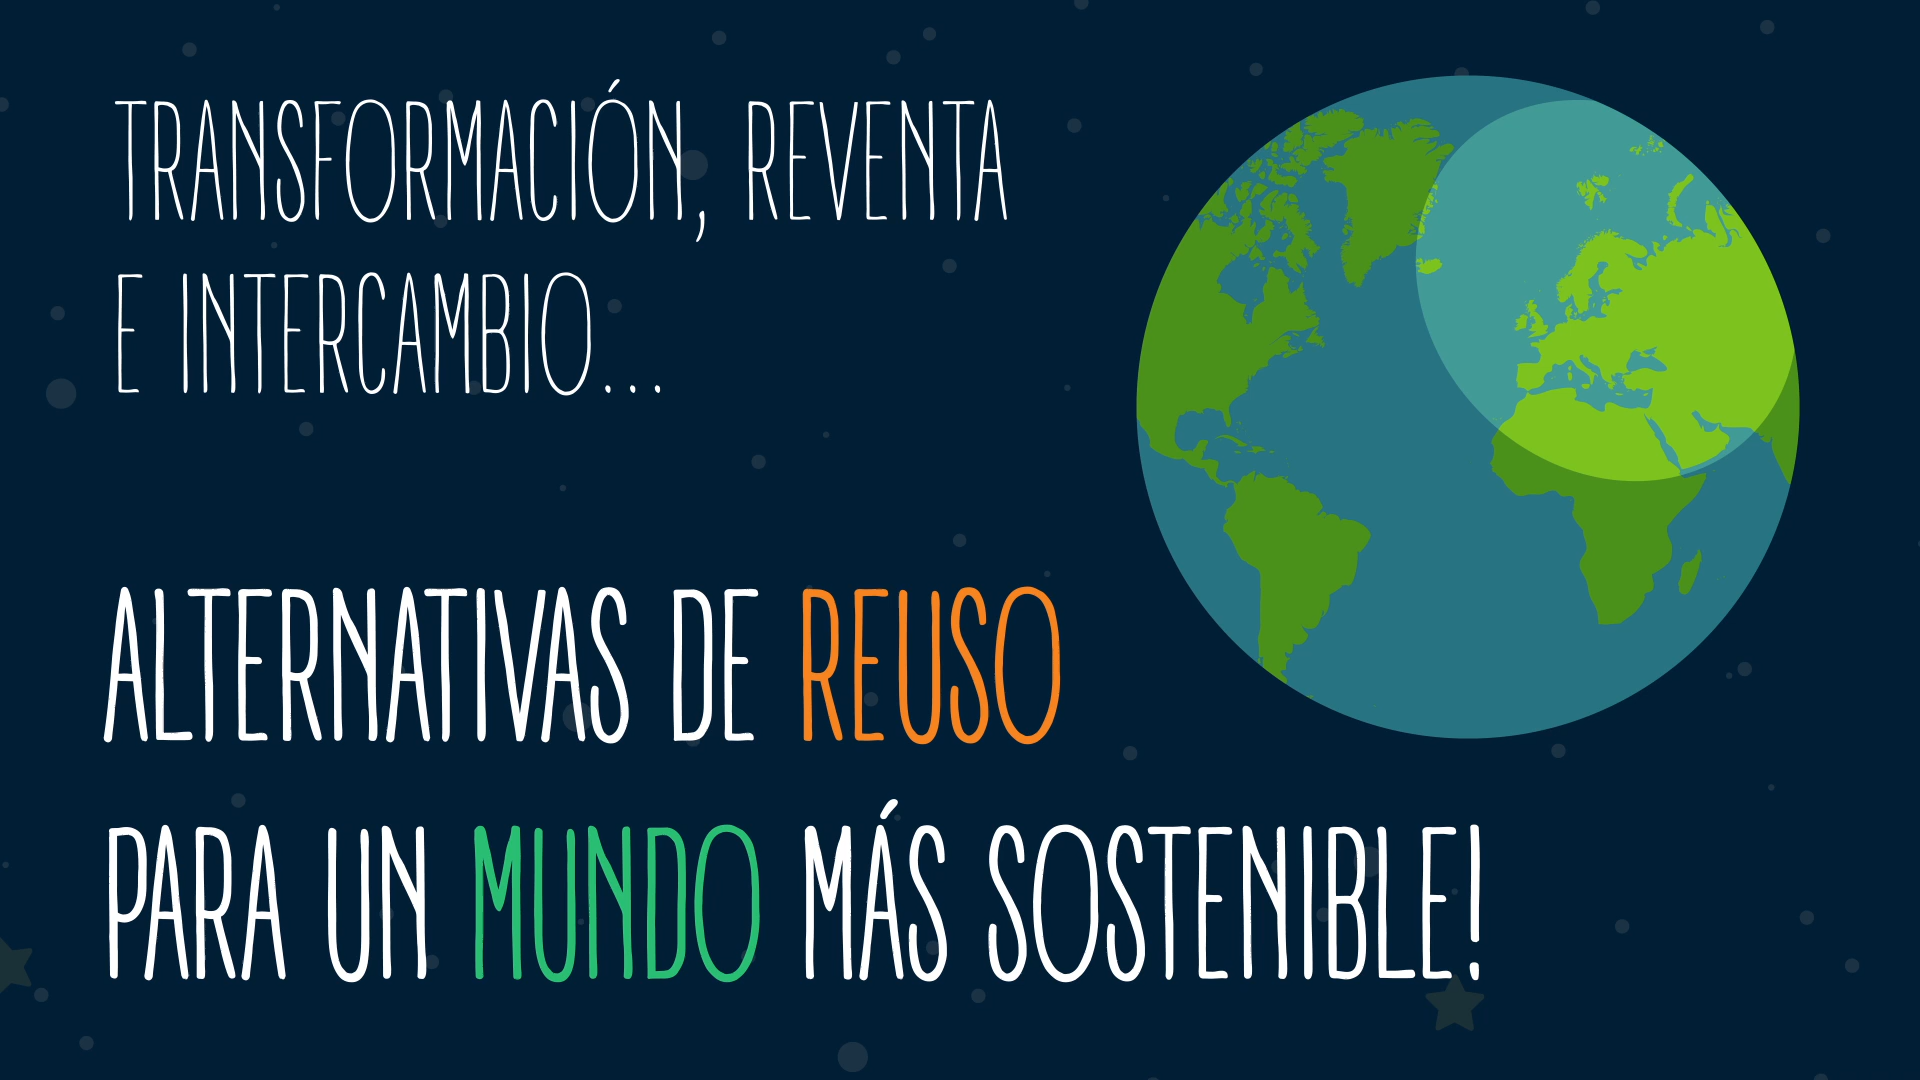 TRANSFORMACIÓN, REVENTA
E INTERCAMBIO...
ALTERNATIVAS DE REUSO
PARA UN MUNDO MÁS SOSTENIBLE!